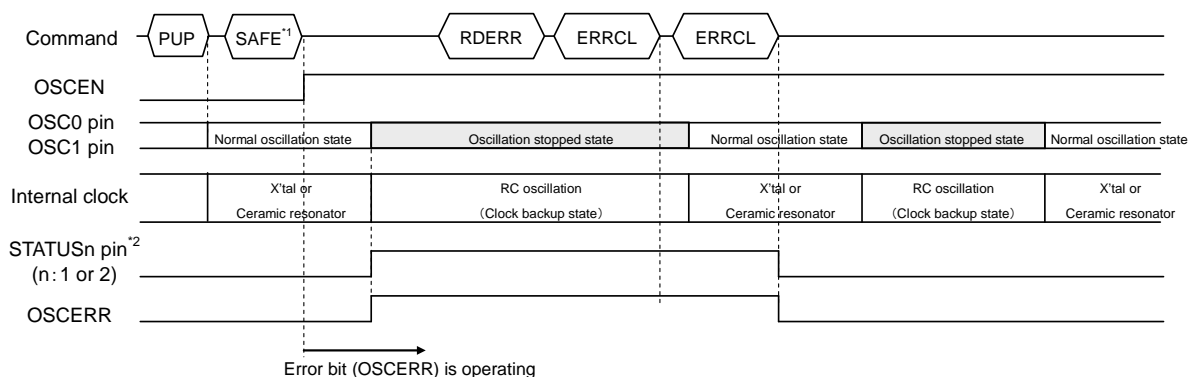 Command PUP SAFE*1 RDERR ERRCL ERRCL
OSCEN
OSC0 pin
OSC1 pin
Normal oscillation state Oscillation stopped state Normal oscillation state Oscillation stopped state Normal oscillation state
Internal clock
X'tal or RC oscillation X'tal or RC oscillation X'tal or
Ceramic resonator (Clock backup state) Ceramic resonator (Clock backup state) Ceramic resonator
STATUSn pin*2
(n:1 or 2)
OSCERR
Error bit (OSCERR) is operating